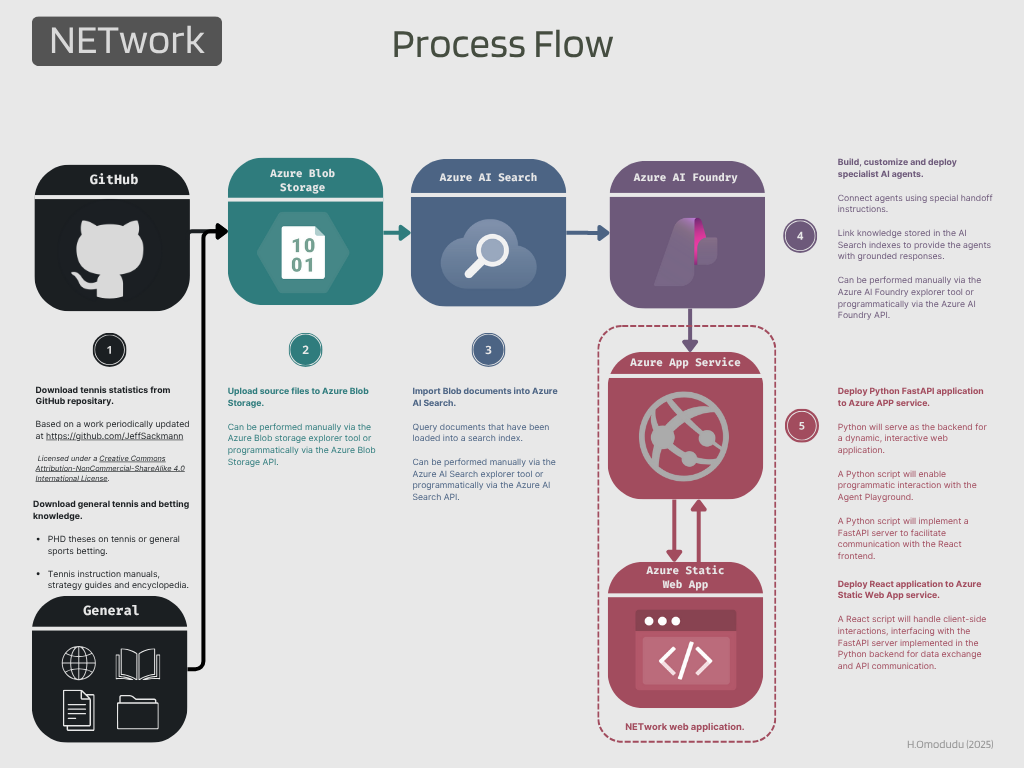 NETwork
Process Flow
GitHub
Azure Blob
Storage
10
01
Azure AI Search
Azure AI Foundry
1
Download tennis statistics from
GitHub repositary.
Based on a work periodically updated
at https://github.com/JeffSackmann
Licensed under a Creative Commons
Attribution-NonCommercial-ShareAlike 4.0
International License.
Download general tennis and betting
knowledge.
• PHD theses on tennis or general
sports betting.
• Tennis instruction manuals,
strategy guides and encyclopedia.
General
2
Upload source files to Azure Blob
Storage.
Can be performed manually via the
Azure Blob storage explorer tool or
programmatically via the Azure Blob
Storage API.
3
Import Blob documents into Azure
AI Search.
Query documents that have been
loaded into a search index.
Can be performed manually via the
Azure AI Search explorer tool or
programmatically via the Azure AI
Search API.
4
Build, customize and deploy
specialist AI agents.
Connect agents using special handoff
instructions.
Link knowledge stored in the AI
Search indexes to provide the agents
with grounded responses.
Can be performed manually via the
Azure AI Foundry explorer tool or
programmatically via the Azure AI
Foundry API.
Azure App Service
Azure Static
Web App
</>
NETwork web application.
5
Deploy Python FastAPI application
to Azure APP service.
Python will serve as the backend for
a dynamic, interactive web
application.
A Python script will enable
programmatic interaction with the
Agent Playground.
A Python script will implement a
FastAPI server to facilitate
communication with the React
frontend.
Deploy React application to Azure
Static Web App service.
A React script will handle client-side
interactions, interfacing with the
FastAPI server implemented in the
Python backend for data exchange
and API communication.
H.Omodudu (2025)